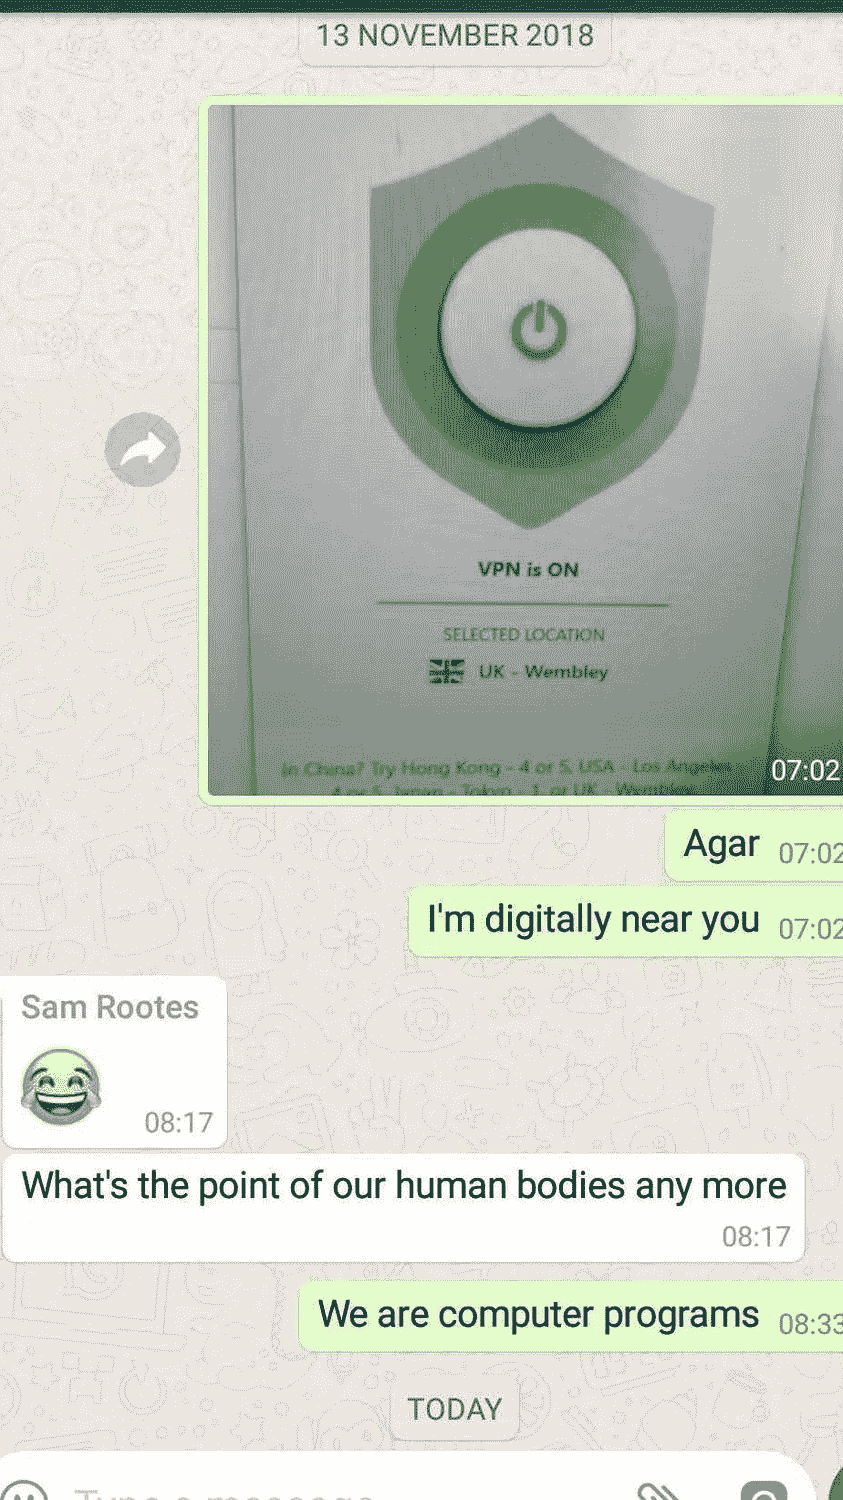 13 NOVEMBER 2018
VPN is ON
SELECTED LOCATION
UK - Wembley
In China? Try Hong Kong - 4 or 5, USA - Los Angeles
4 or 5, Japan - Tokyo - 1, or UK - Wembley
07:02
Agar 07:02
I'm digitally near you 07:02
Sam Rootes
08:17
What's the point of our human bodies any more
08:17
We are computer programs 08:33
TODAY
Type a message